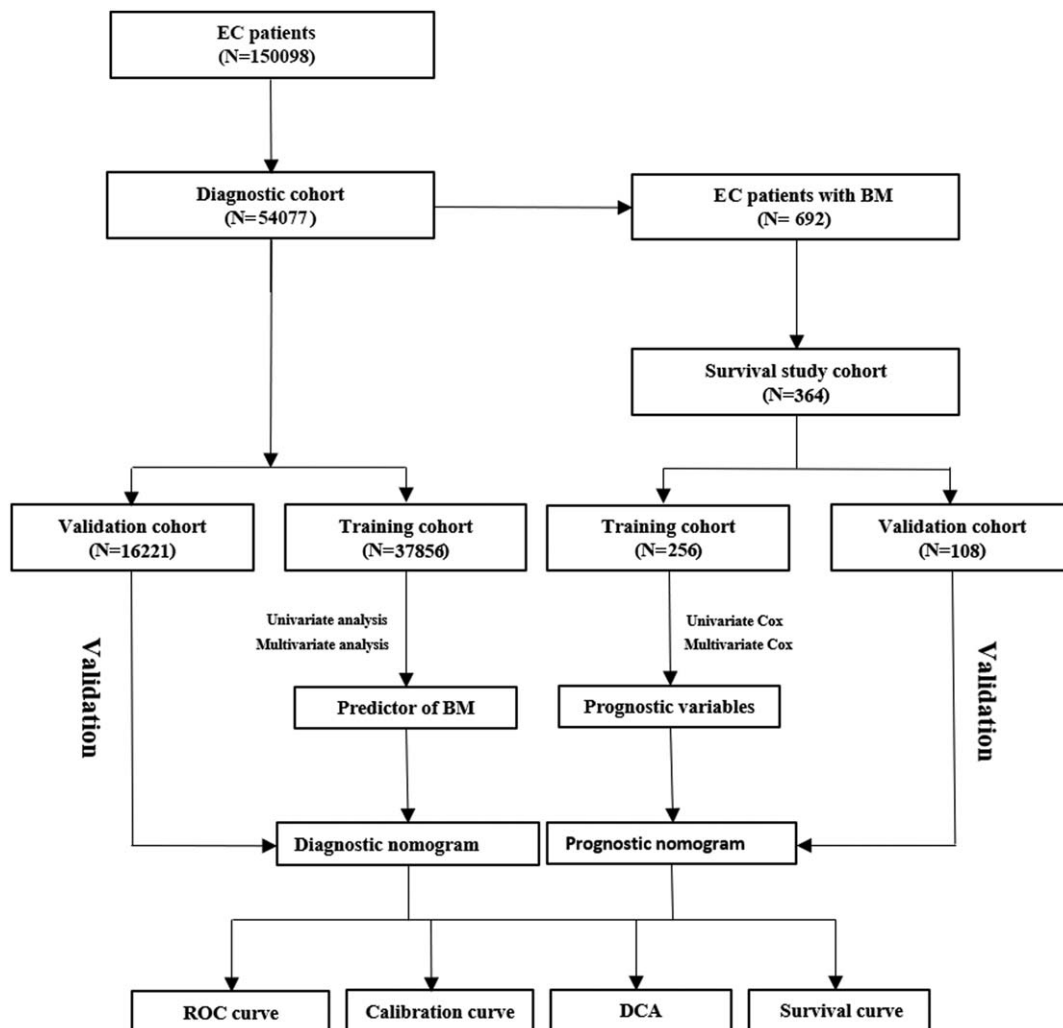 EC patients
(N=150098)
Diagnostic cohort
(N=54077)
EC patients with BM
(N= 692)
Survival study cohort
(N=364)
Validation cohort
(N=16221)
Training cohort
(N=37856)
Training cohort
(N=256)
Validation cohort
(N=108)
Univariate analysis
Multivariate analysis
Univariate Cox
Multivariate Cox
Validation
Validation
Predictor of BM
Prognostic variables
Diagnostic nomogram
Prognostic nomogram
ROC curve
Calibration curve
DCA
Survival curve